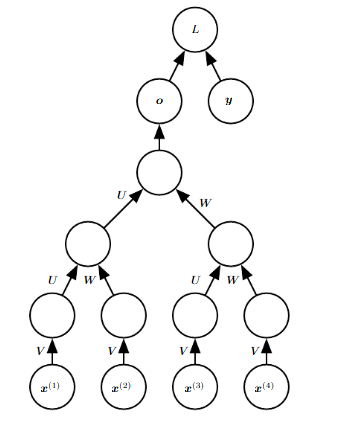 L
o y
U W
U W U W
V V V V
x^(1) x^(2) x^(3) x^(4)